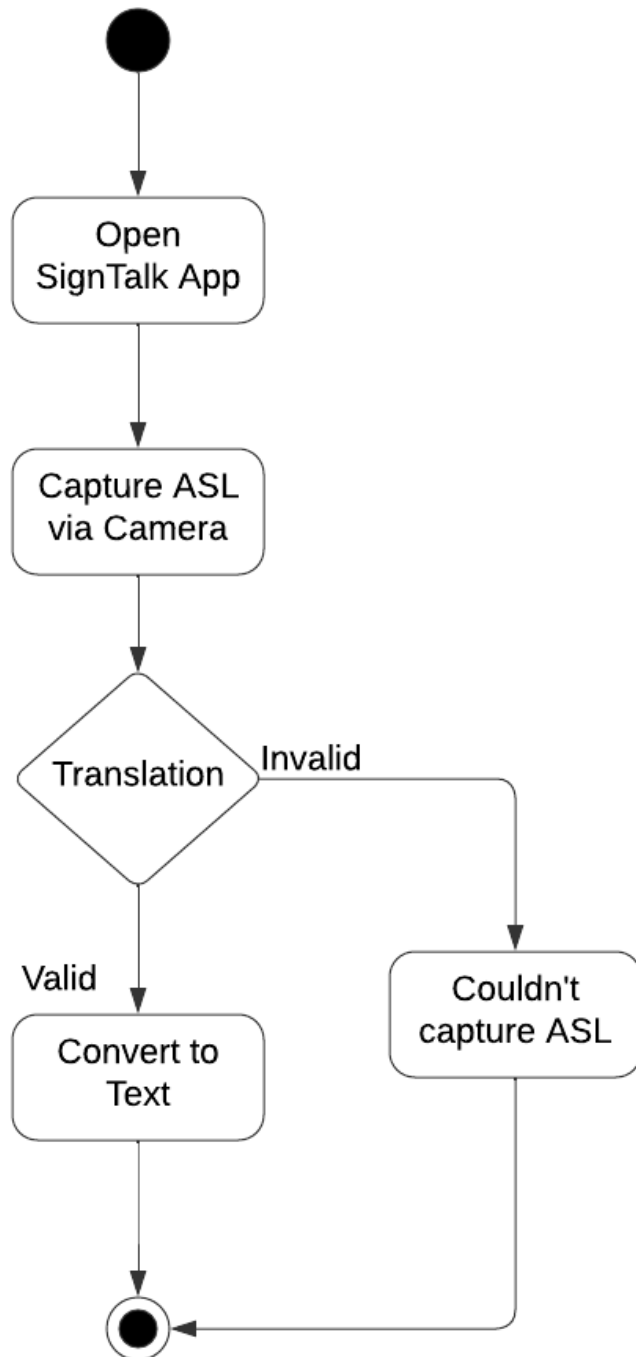 Open
SignTalk App
Capture ASL
via Camera
Translation
Invalid
Valid
Couldn't
capture ASL
Convert to
Text